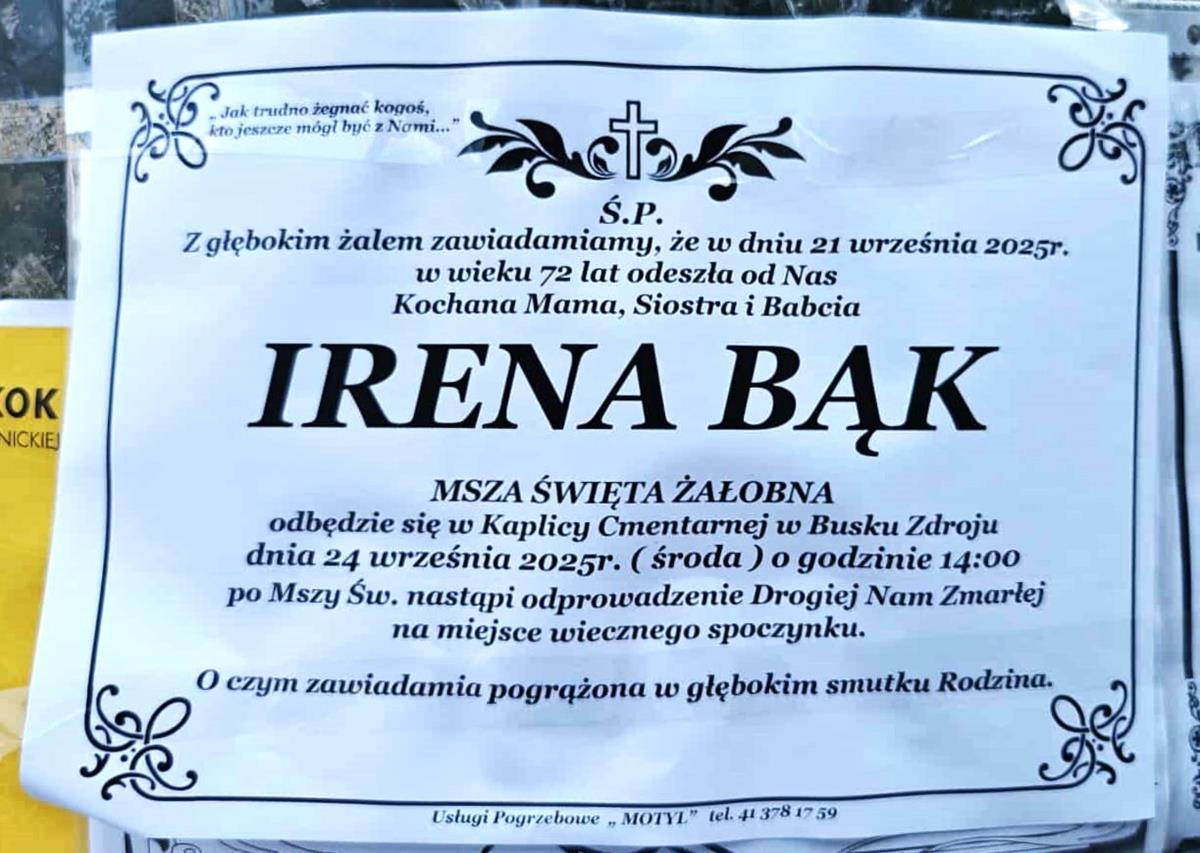 „Jak trudno żegnać kogoś,
kto jeszcze mógł być z Nami..."
Ś.P.
Z głębokim żalem zawiadamiamy, że w dniu 21 września 2025r.
w wieku 72 lat odeszła od Nas
Kochana Mama, Siostra i Babcia
IRENA BĄK
MSZA ŚWIĘTA ŻAŁOBNA
odbędzie się w Kaplicy Cmentarnej w Busku Zdroju
dnia 24 września 2025r. ( środa ) o godzinie 14:00
po Mszy Św. nastąpi odprowadzenie Drogiej Nam Zmarłej
na miejsce wiecznego spoczynku.
O czym zawiadamia pogrążona w głębokim smutku Rodzina.
Usługi Pogrzebowe „MOTYL" tel. 41 378 17 59